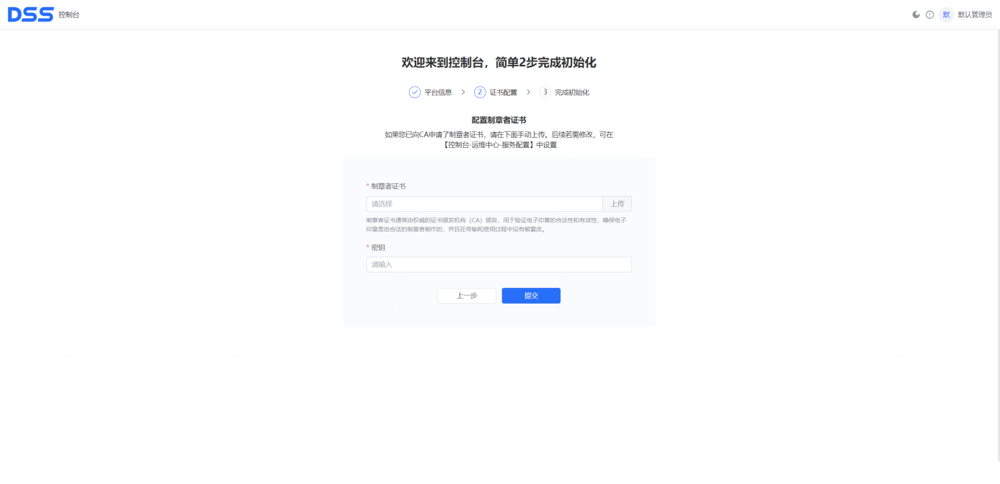 DSS 控制台
默 默认管理员
欢迎来到控制台，简单2步完成初始化
平台信息 > 2 证书配置 > 3 完成初始化
配置制章者证书
如果您已向CA申请了制章者证书，请在下面手动上传。后续若需修改，可在
【控制台-运维中心-服务配置】中设置
* 制章者证书
请选择 上传
制章者证书通常由权威的证书颁发机构（CA）颁发，用于验证电子印章的合法性和有效性，确保电子
印章是由合法的制章者制作的，并且在传输和使用过程中没有被篡改。
* 密钥
请输入
上一步 提交